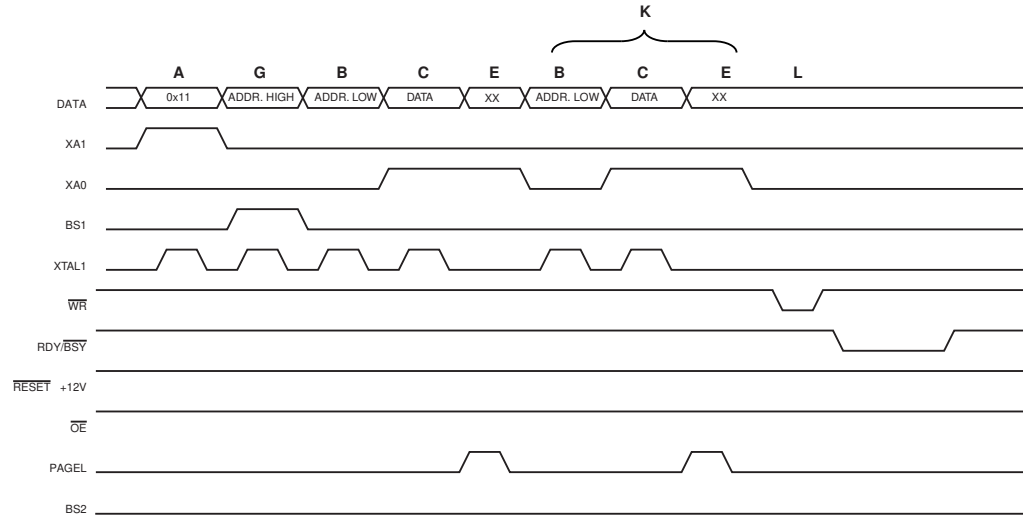 K
A G B C E B C E L
DATA 0x11 ADDR. HIGH ADDR. LOW DATA XX ADDR. LOW DATA XX
XA1
XA0
BS1
XTAL1
WR
RDY/BSY
RESET +12V
OE
PAGEL
BS2